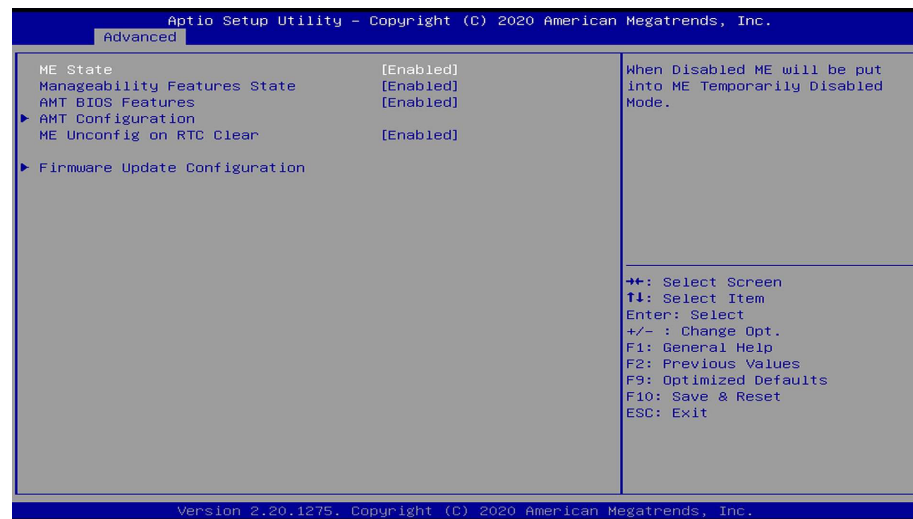 Aptio Setup Utility – Copyright (C) 2020 American Megatrends, Inc.
Advanced
ME State [Enabled]
Manageability Features State [Enabled]
AMT BIOS Features [Enabled]
▶ AMT Configuration
ME Unconfig on RTC Clear [Enabled]
▶ Firmware Update Configuration
When Disabled ME will be put
into ME Temporarily Disabled
Mode.
→←: Select Screen
↑↓: Select Item
Enter: Select
+/– : Change Opt.
F1: General Help
F2: Previous Values
F9: Optimized Defaults
F10: Save & Reset
ESC: Exit
Version 2.20.1275. Copyright (C) 2020 American Megatrends, Inc.